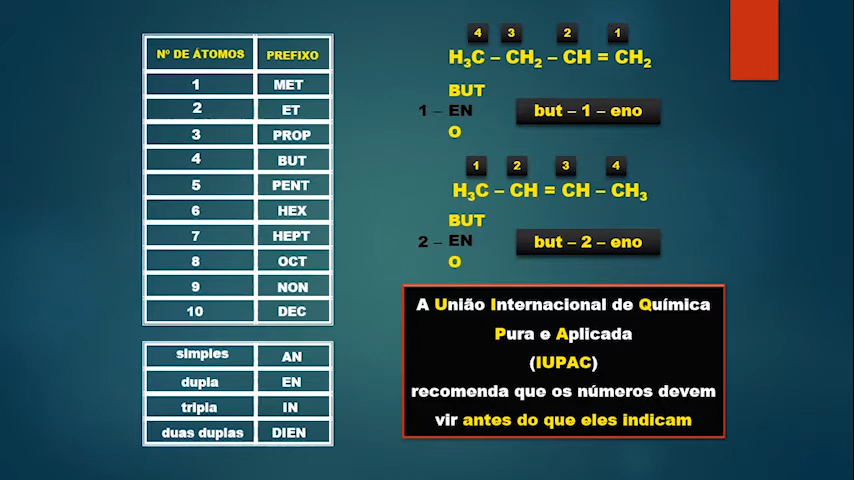 Nº DE ÁTOMOS PREFIXO
1 MET
2 ET
3 PROP
4 BUT
5 PENT
6 HEX
7 HEPT
8 OCT
9 NON
10 DEC
simples AN
dupla EN
tripla IN
duas duplas DIEN
4 3 2 1
H₃C – CH₂ – CH = CH₂
BUT
1 – EN
O
but – 1 – eno
1 2 3 4
H₃C – CH = CH – CH₃
BUT
2 – EN
O
but – 2 – eno
A União Internacional de Química
Pura e Aplicada
(IUPAC)
recomenda que os números devem
vir antes do que eles indicam